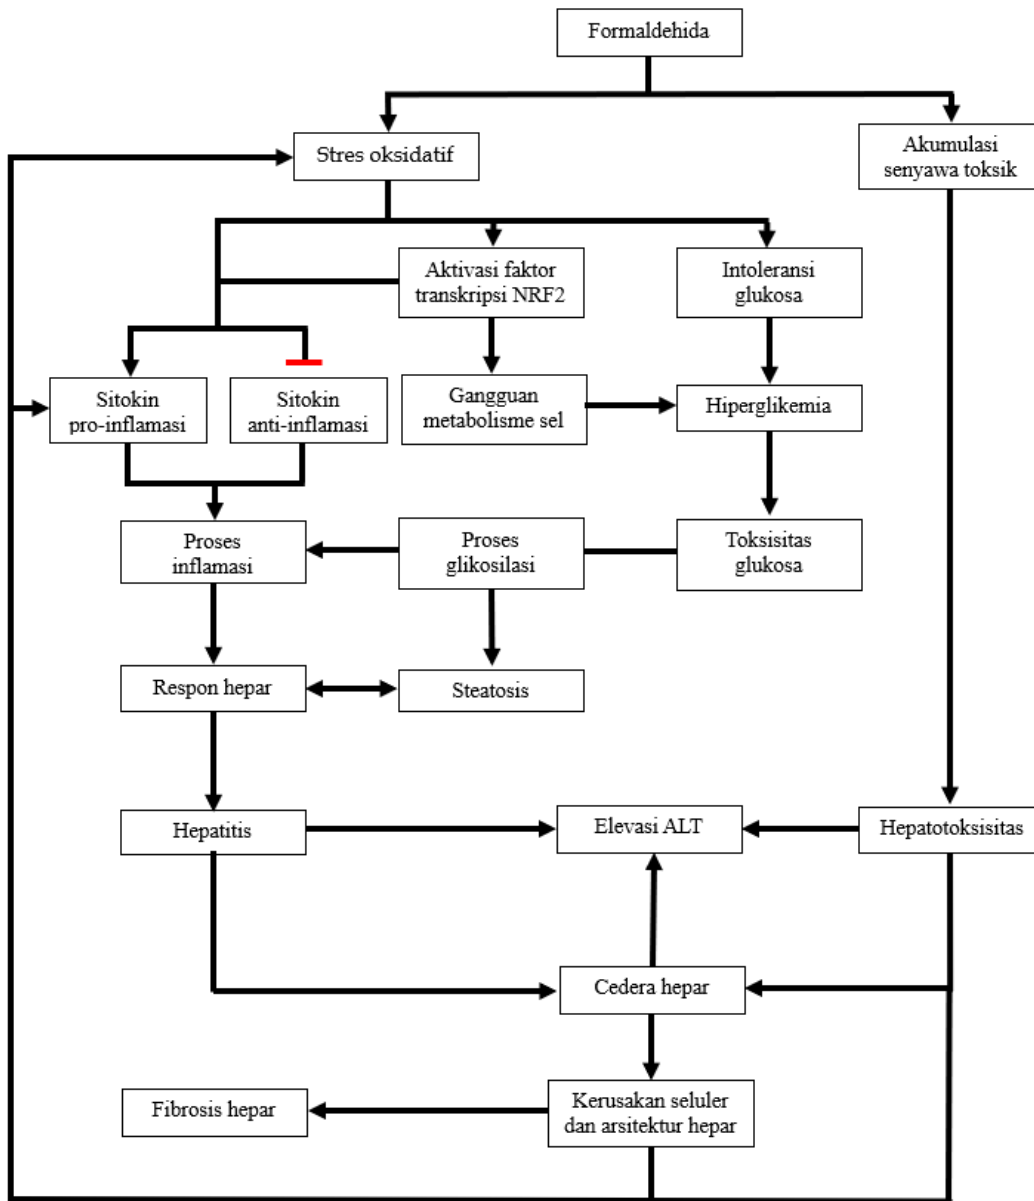 Formaldehida
Stres oksidatif
Akumulasi
senyawa toksik
Aktivasi faktor
transkripsi NRF2
Intoleransi
glukosa
Sitokin
pro-inflamasi
Sitokin
anti-inflamasi
Gangguan
metabolisme sel
Hiperglikemia
Proses
inflamasi
Proses
glikosilasi
Toksisitas
glukosa
Respon hepar
Steatosis
Hepatitis
Elevasi ALT
Hepatotoksisitas
Cedera hepar
Fibrosis hepar
Kerusakan seluler
dan arsitektur hepar